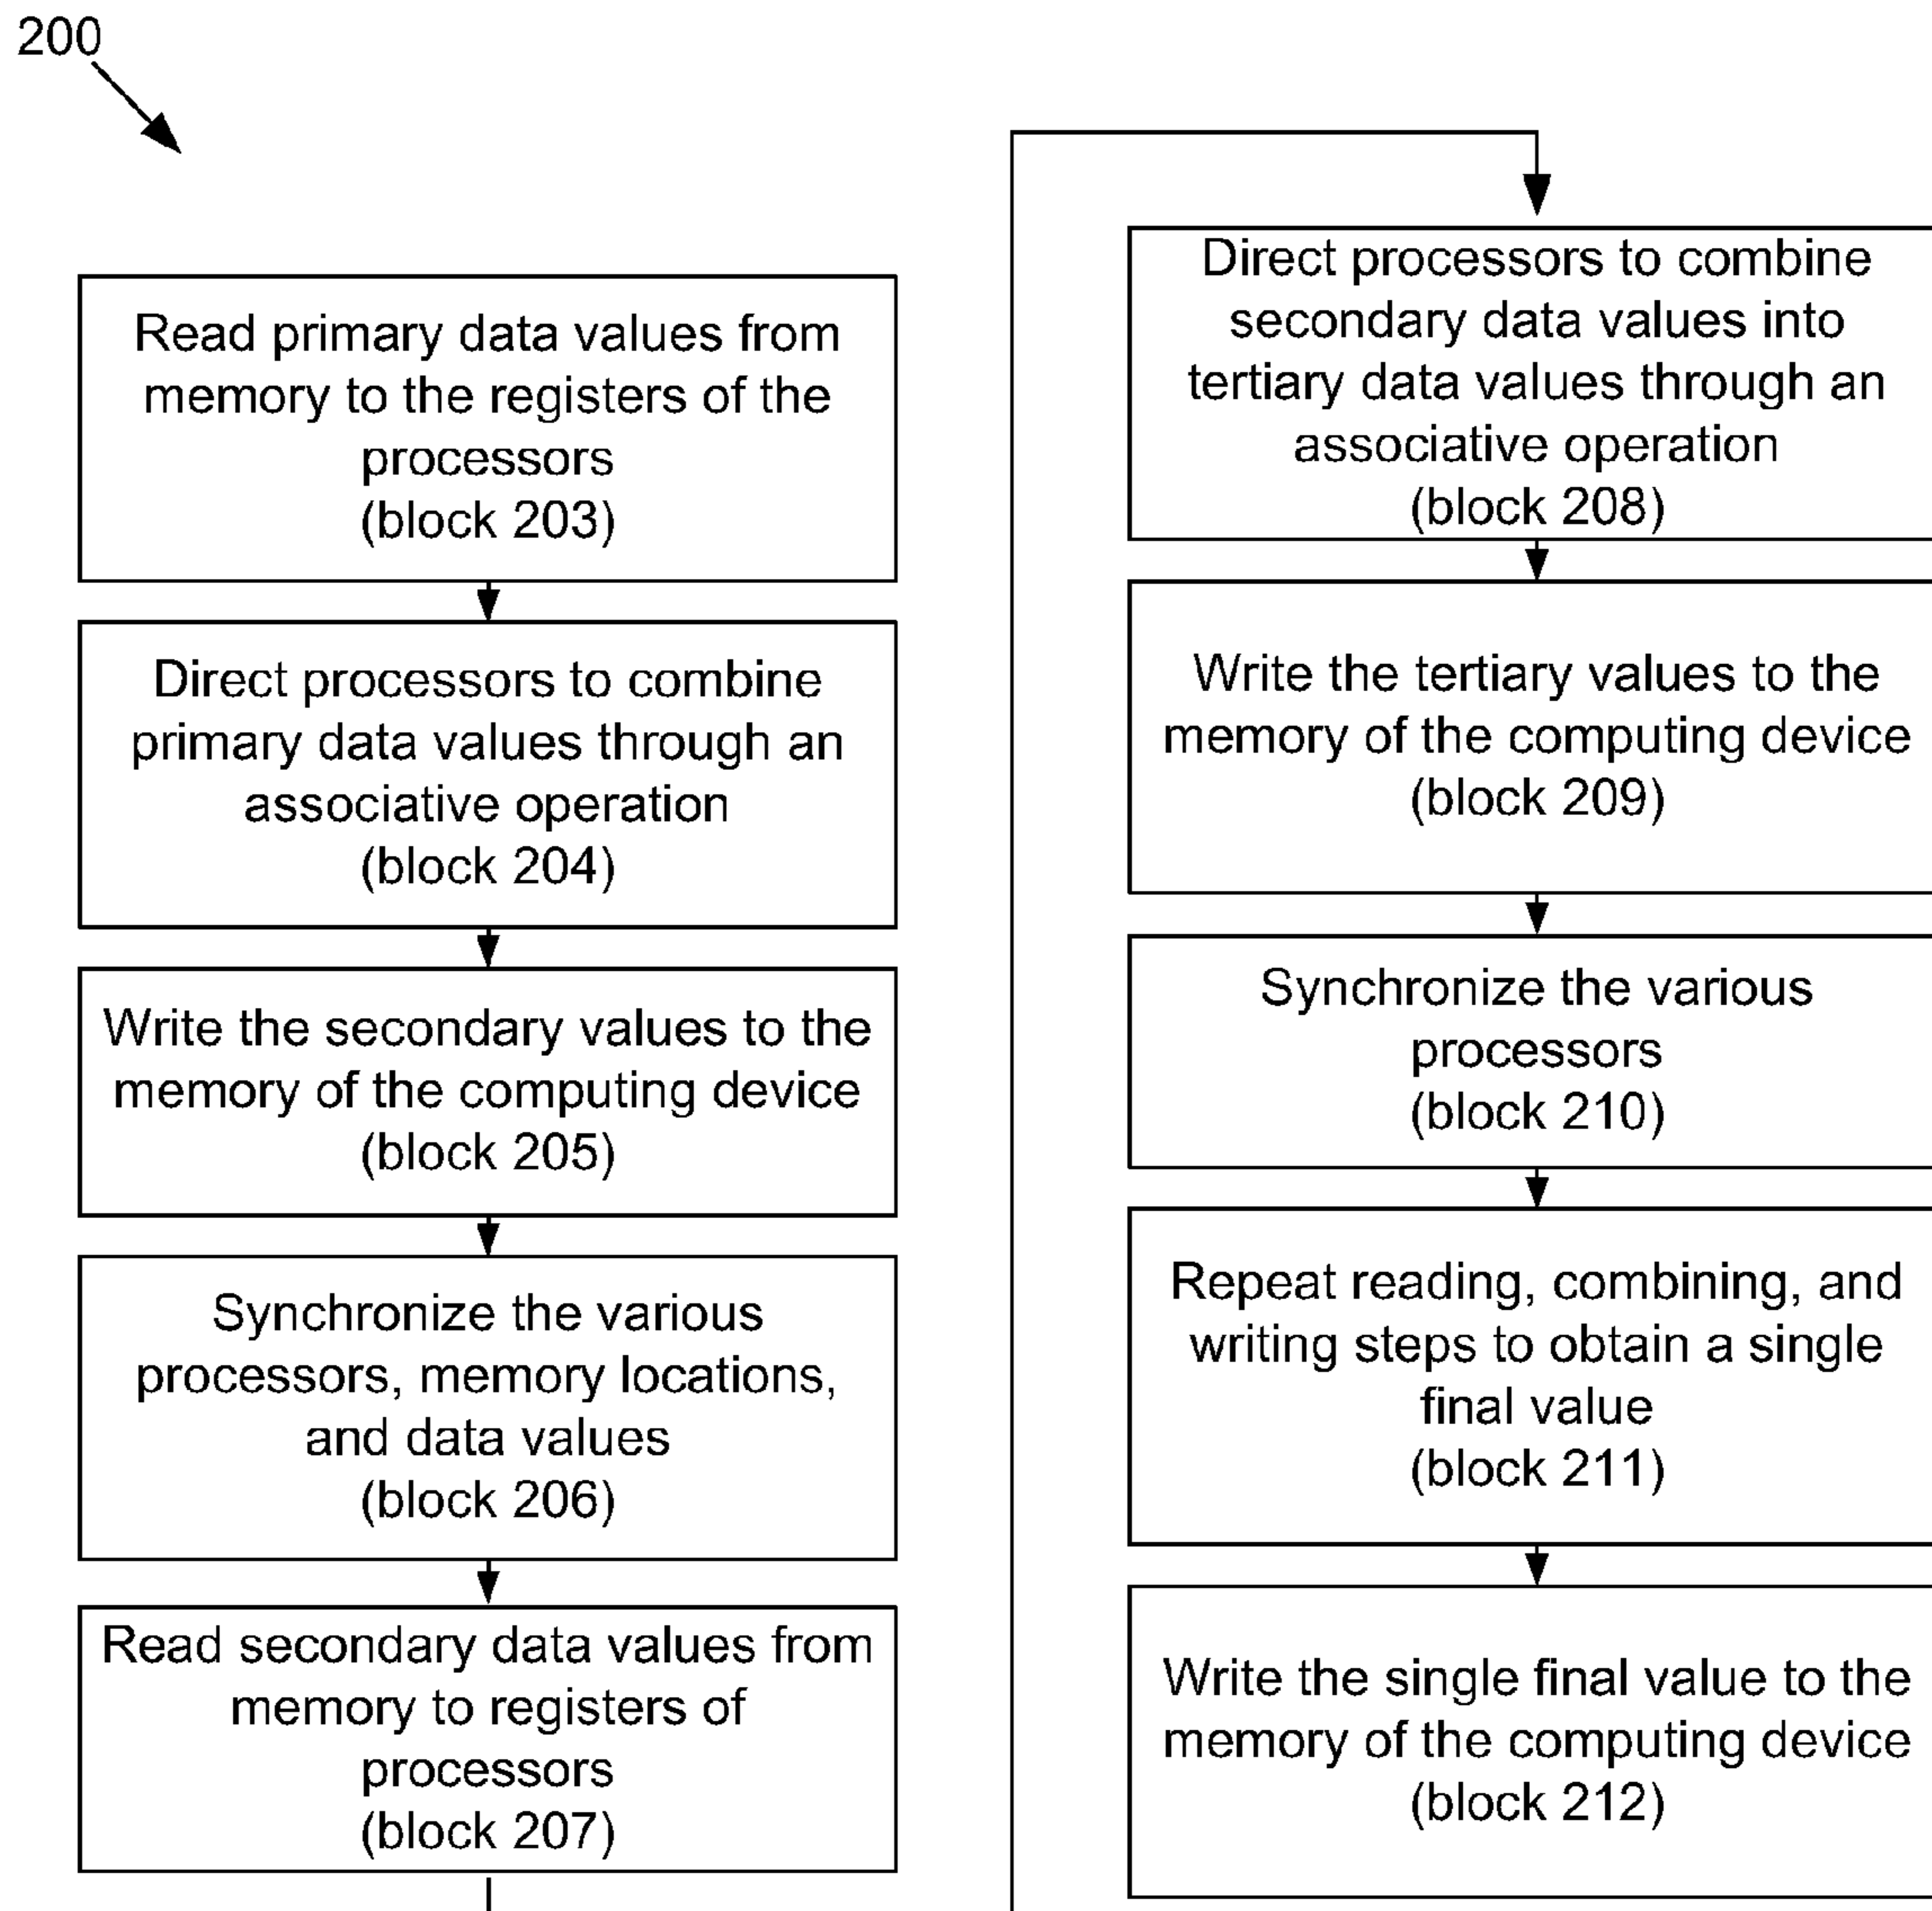 200
Read primary data values from
memory to the registers of the
processors
(block 203)
Direct processors to combine
primary data values through an
associative operation
(block 204)
Write the secondary values to the
memory of the computing device
(block 205)
Synchronize the various
processors, memory locations,
and data values
(block 206)
Read secondary data values from
memory to registers of
processors
(block 207)
Direct processors to combine
secondary data values into
tertiary data values through an
associative operation
(block 208)
Write the tertiary values to the
memory of the computing device
(block 209)
Synchronize the various
processors
(block 210)
Repeat reading, combining, and
writing steps to obtain a single
final value
(block 211)
Write the single final value to the
memory of the computing device
(block 212)